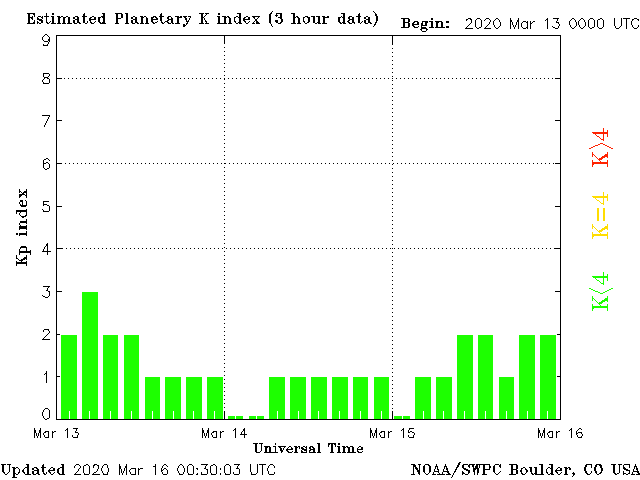 Estimated Planetary K index (3 hour data) Begin: 2020 Mar 13 0000 UTC
9
8
7
6
5
4
3
2
1
0
Kp index
K>4
K=4
K<4
Mar 13 Mar 14 Mar 15 Mar 16
Universal Time
Updated 2020 Mar 16 00:30:03 UTC NOAA/SWPC Boulder, CO USA